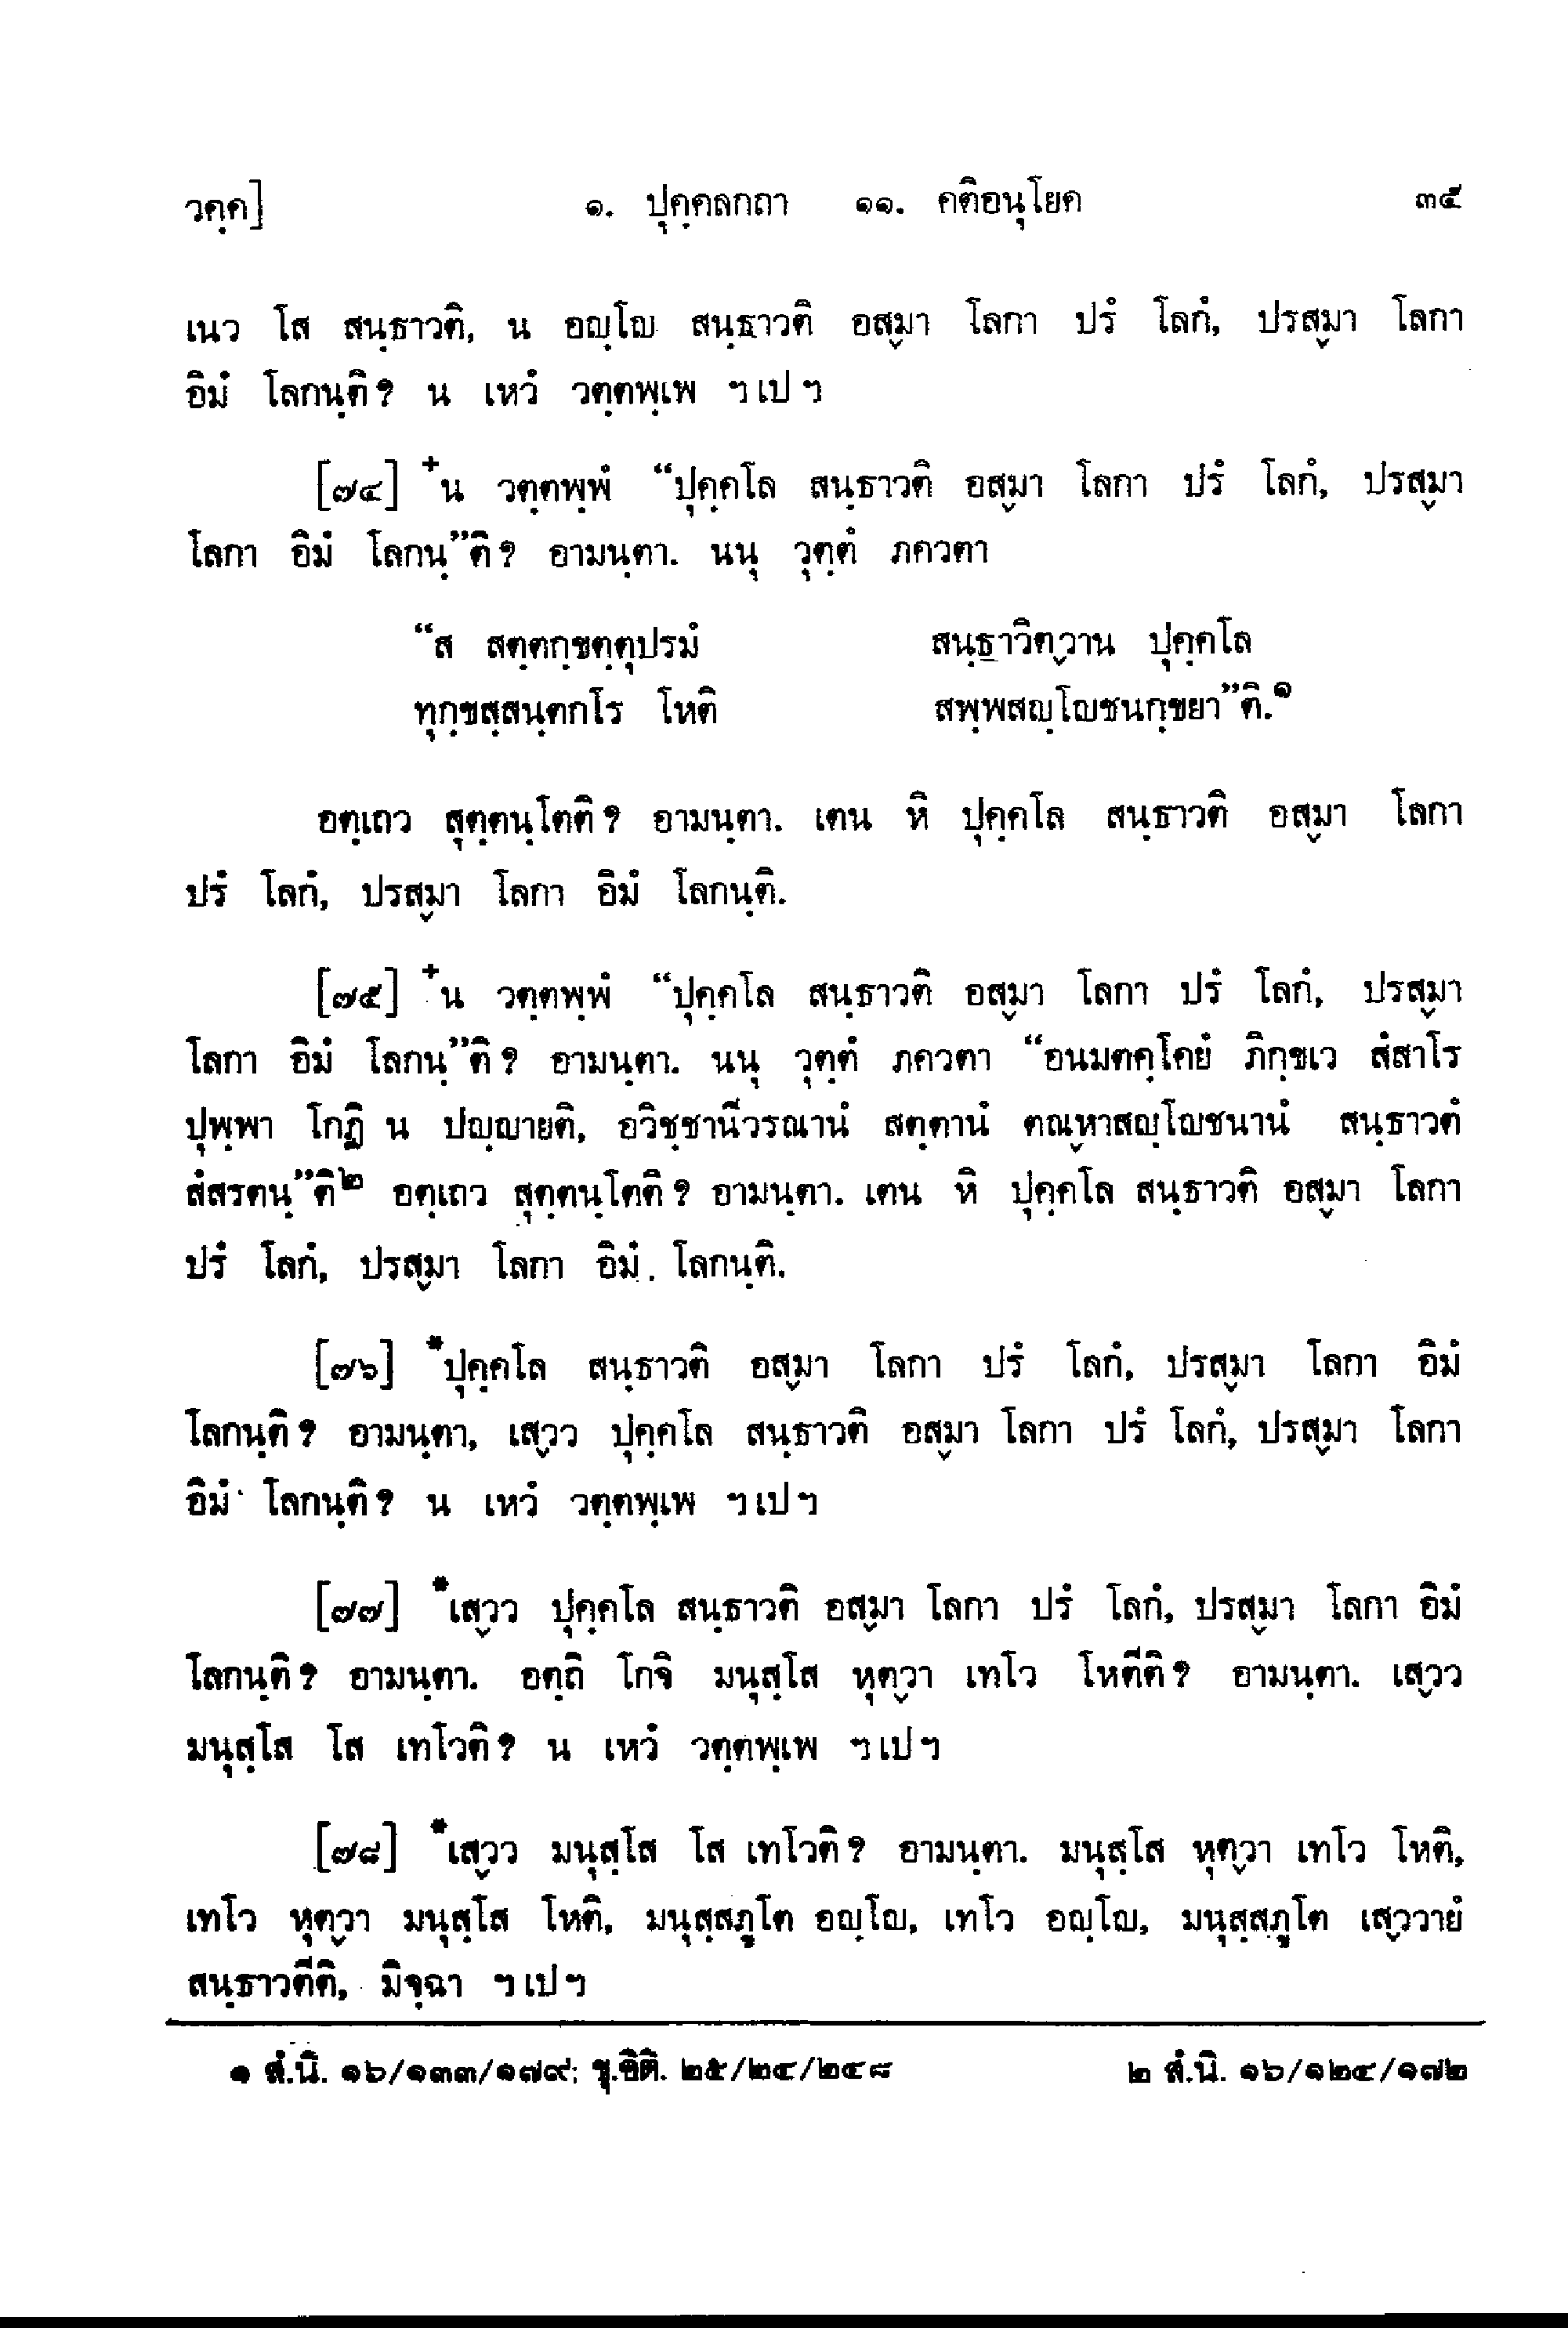 วคฺค] ๑. ปุคฺคลกถา ๑๑. คติอนุโยค ๓๕
เนว โส สนฺธาวติ, น อญฺโญ สนฺธาวติ อสฺมา โลกา ปรํ โลกํ, ปรสฺมา โลกา
อิมํ โลกนฺติ? น เหวํ วตฺตพฺเพ ฯเปฯ
[๗๔] +น วตฺตพฺพํ “ปุคฺคโล สนฺธาวติ อสฺมา โลกา ปรํ โลกํ, ปรสฺมา
โลกา อิมํ โลกนฺ”ติ? อามนฺตา. นนุ วุตฺตํ ภควตา
“ส สตฺตกฺขตฺตุปรมํ สนฺธาวิตฺวาน ปุคฺคโล
ทุกฺขสฺสนฺตกโร โหติ สพฺพสญฺโญชนกฺขยา”ติ.๑
อตฺเถว สุตฺตนฺโตติ? อามนฺตา. เตน หิ ปุคฺคโล สนฺธาวติ อสฺมา โลกา
ปรํ โลกํ, ปรสฺมา โลกา อิมํ โลกนฺติ.
[๗๕] +น วตฺตพฺพํ “ปุคฺคโล สนฺธาวติ อสฺมา โลกา ปรํ โลกํ, ปรสฺมา
โลกา อิมํ โลกนฺ”ติ? อามนฺตา. นนุ วุตฺตํ ภควตา “อนมตคฺโคยํ ภิกฺขเว สํสาโร
ปุพฺพา โกฏิ น ปญฺญายติ, อวิชฺชานีวรณานํ สตฺตานํ ตณฺหาสญฺโญชนานํ สนฺธาวตํ
สํสรตนฺ”ติ๒ อตฺเถว สุตฺตนฺโตติ? อามนฺตา. เตน หิ ปุคฺคโล สนฺธาวติ อสฺมา โลกา
ปรํ โลกํ, ปรสฺมา โลกา อิมํ โลกนฺติ.
[๗๖] *ปุคฺคโล สนฺธาวติ อสฺมา โลกา ปรํ โลกํ, ปรสฺมา โลกา อิมํ
โลกนฺติ? อามนฺตา, เสฺวว ปุคฺคโล สนฺธาวติ อสฺมา โลกา ปรํ โลกํ, ปรสฺมา โลกา
อิมํ โลกนฺติ? น เหวํ วตฺตพฺเพ ฯเปฯ
[๗๗] *เสฺวว ปุคฺคโล สนฺธาวติ อสฺมา โลกา ปรํ โลกํ, ปรสฺมา โลกา อิมํ
โลกนฺติ? อามนฺตา. อตฺถิ โกจิ มนุสฺโส หุตฺวา เทโว โหตีติ? อามนฺตา. เสฺวว
มนุสฺโส โส เทโวติ? น เหวํ วตฺตพฺเพ ฯเปฯ
[๗๘] *เสฺวว มนุสฺโส โส เทโวติ? อามนฺตา. มนุสฺโส หุตฺวา เทโว โหติ,
เทโว หุตฺวา มนุสฺโส โหติ, มนุสฺสภูโต อญฺโญ, เทโว อญฺโญ, มนุสฺสภูโต เสฺววายํ
สนฺธาวตีติ, มิจฺฉา ฯเปฯ
๑ สํ.นิ. ๑๖/๑๓๓/๑๗๙; ขุ.อิติ. ๒๕/๒๔/๒๔๘ ๒ สํ.นิ. ๑๖/๑๒๔/๑๗๒